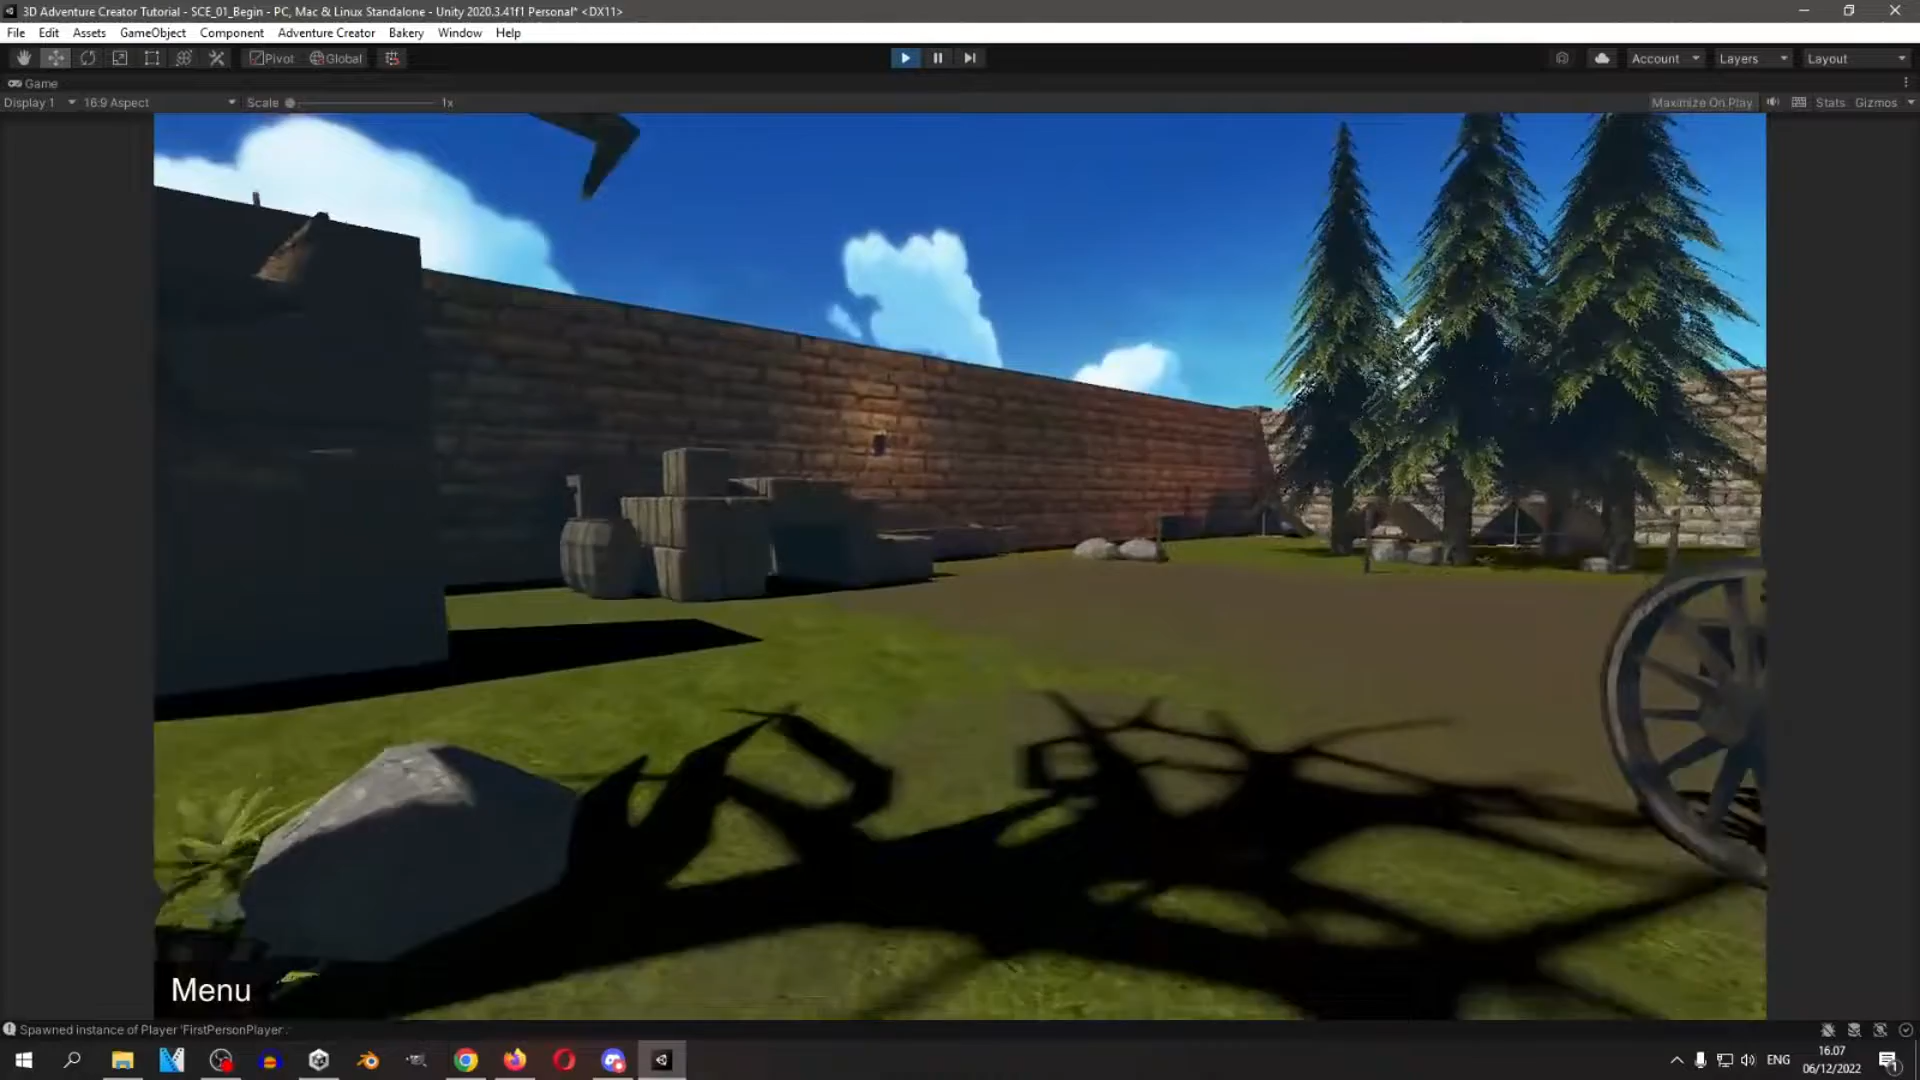 3D Adventure Creator Tutorial - SCE_01_Begin - PC, Mac & Linux Standalone - Unity 2020.3.41f1 Personal* <DX11>
File Edit Assets GameObject Component Adventure Creator Bakery Window Help
Pivot Global Account Layers Layout
Game
Display 1 16:9 Aspect Scale 1x Maximize On Play Stats Gizmos
Menu
Spawned instance of Player 'FirstPersonPlayer'.
ENG 16.07
06/12/2022 1